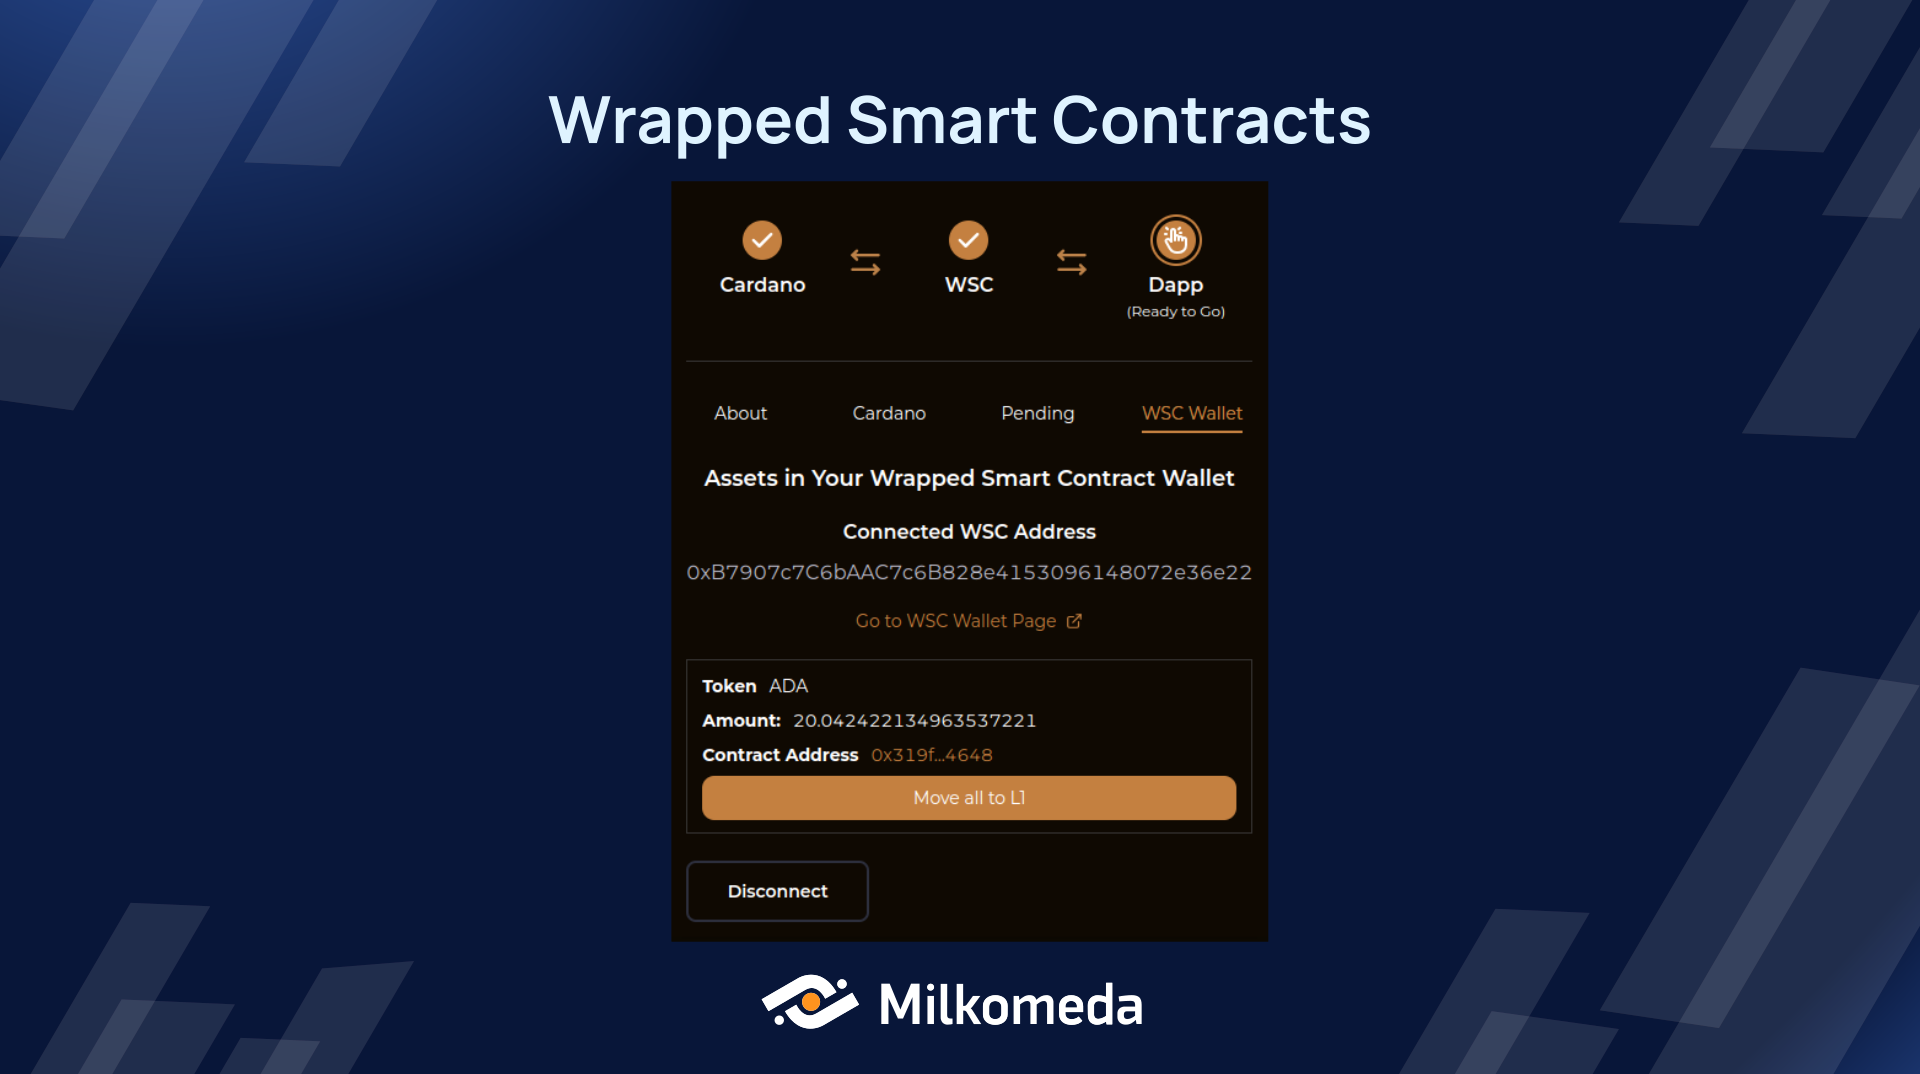 Wrapped Smart Contracts
Cardano
WSC
Dapp
(Ready to Go)
About
Cardano
Pending
WSC Wallet
Assets in Your Wrapped Smart Contract Wallet
Connected WSC Address
0xB7907c7C6bAAC7c6B828e4153096148072e36e22
Go to WSC Wallet Page
Token ADA
Amount: 20.042422134963537221
Contract Address 0x319f...4648
Move all to L1
Disconnect
Milkomeda